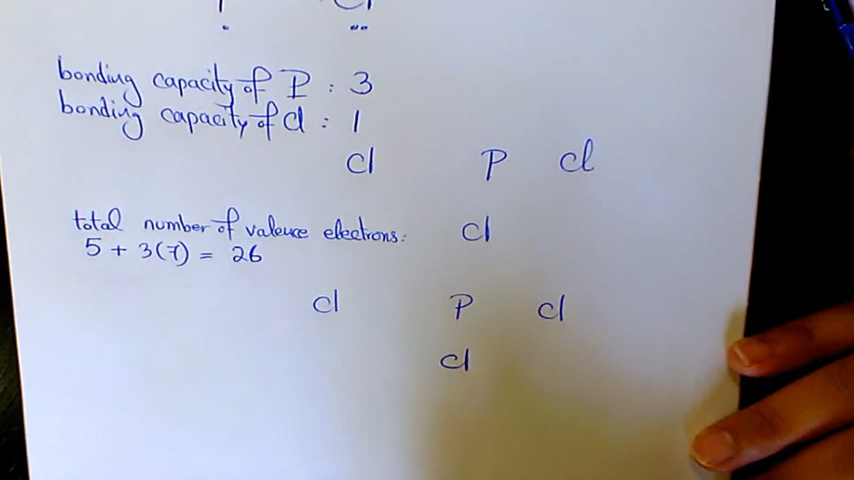 bonding capacity of P : 3
bonding capacity of Cl : 1
Cl P Cl
total number of valence electrons: Cl
5 + 3(7) = 26
Cl P Cl
Cl